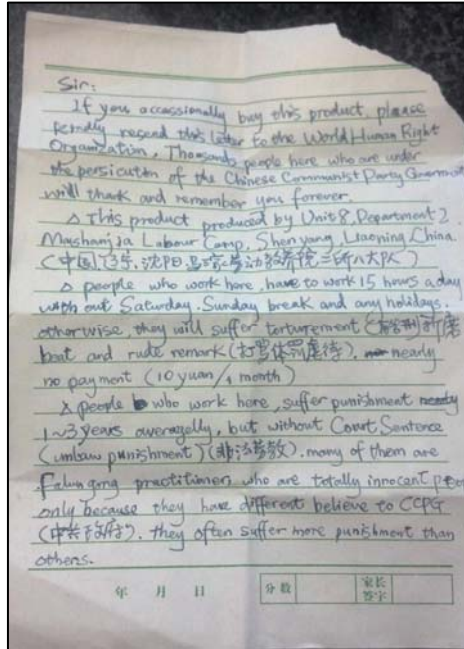 Sir:
If you occassionally buy this product, please
kendly resend this letter to the World Human Right
Organization. Thousands people here who are under
the persicution of the Chinese Communist Party Government
will thank and remember you forever.
△ This product produced by Unit 8, Department 2,
Mashanjia Labour Camp, Shenyang, Liaoning, China.
(中国,辽宁,沈阳,马三家劳动教养院二所八大队)
△ people who work here, have to work 15 hours a day
with out Saturday, Sunday break and any holidays.
otherwise, they will suffer torturement (折磨)
beat and rude remark (打骂体罚虐待). nearly
no payment (10 yuan/1 month)
△ people who work here, suffer punishment
1~3 years averagelly, but without Court Sentence
(unlaw punishment) (非法劳教). many of them are
Falun gong practitioner, who are totally innocent
only because they have different believe to CCPG
(中共政府). they often suffer more punishment than
others.
年 月 日 分数 家长签字